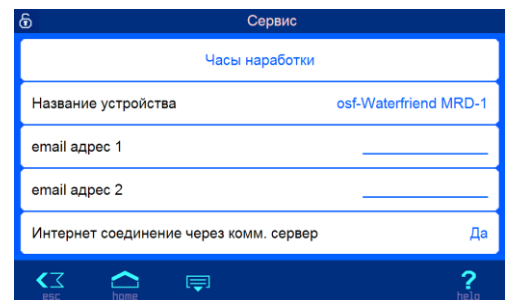 Сервис
Часы наработки
Название устройства osf-Waterfriend MRD-1
email адрес 1
email адрес 2
Интернет соединение через комм. сервер Да
esc home help